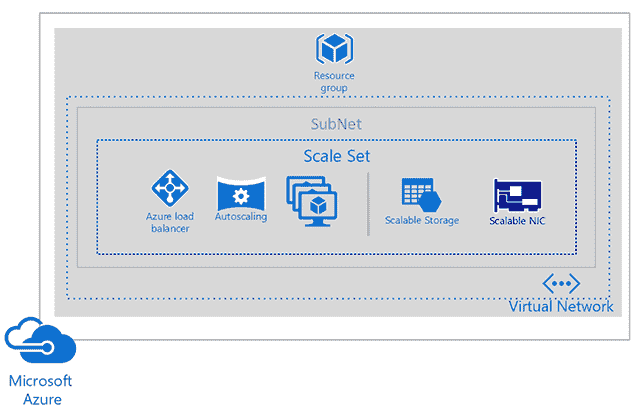 Resource
group
SubNet
Scale Set
Azure load
balancer
Autoscaling
Scalable Storage
Scalable NIC
Virtual Network
Microsoft
Azure